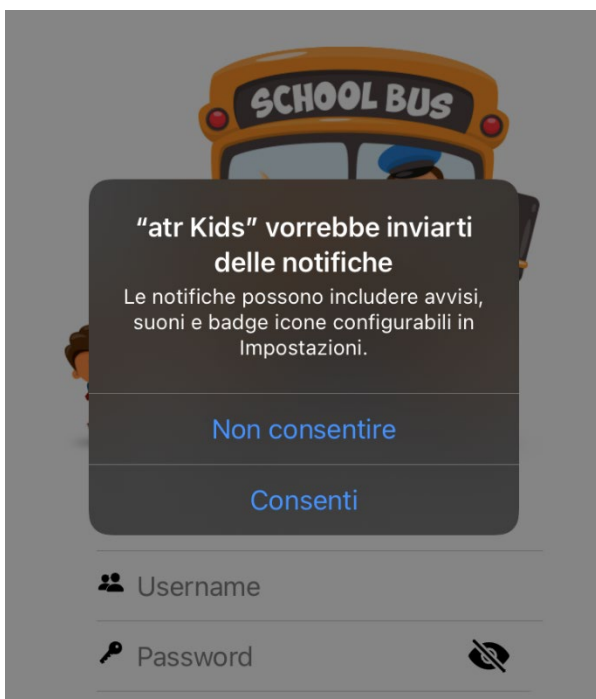 SCHOOL BUS
“atr Kids” vorrebbe inviarti
delle notifiche
Le notifiche possono includere avvisi,
suoni e badge icone configurabili in
Impostazioni.
Non consentire
Consenti
Username
Password